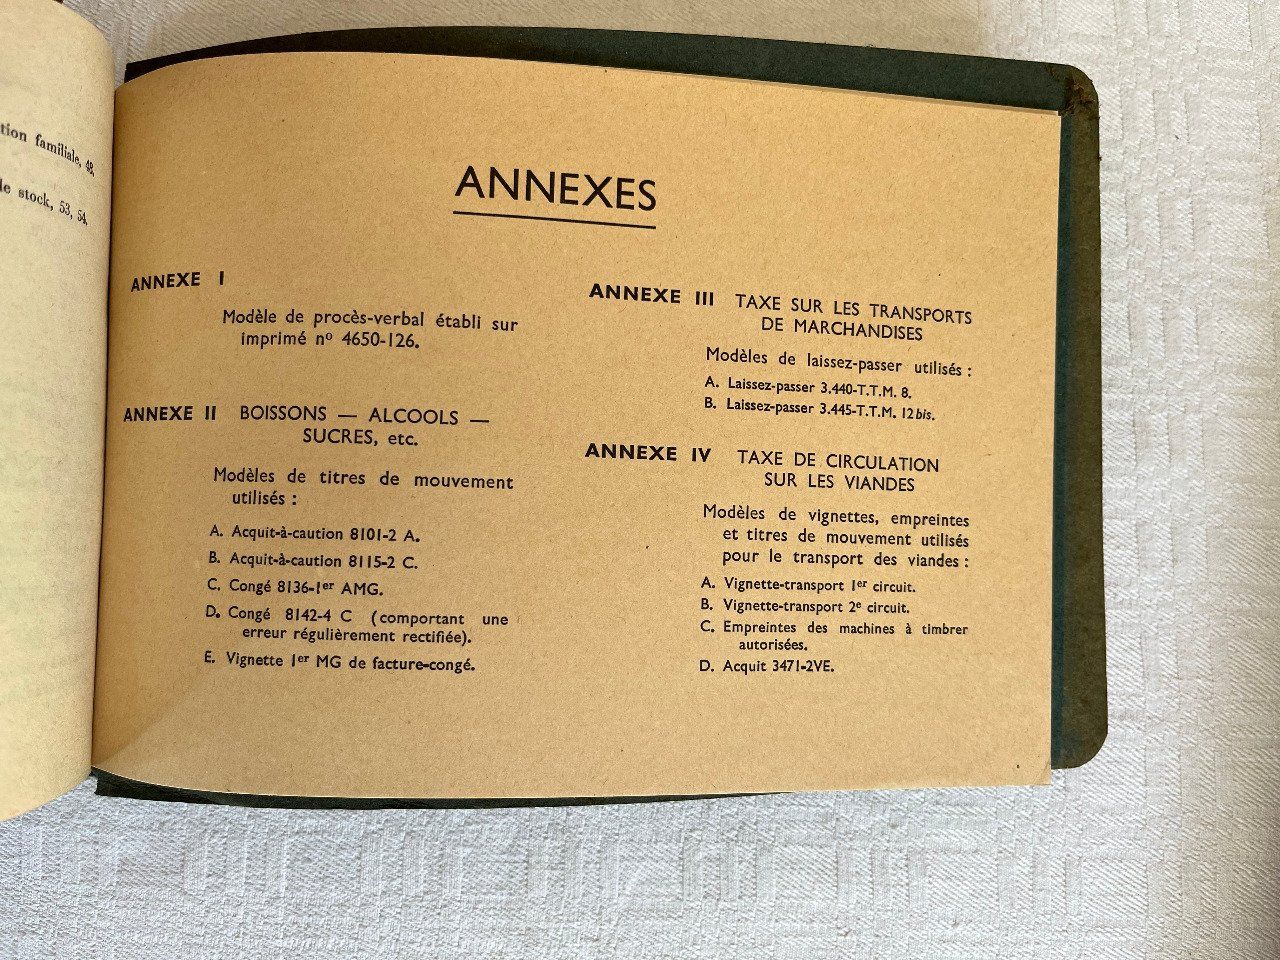 tion familiale, 48.
le stock, 53, 54.
ANNEXES
ANNEXE I
Modèle de procès-verbal établi sur
imprimé nº 4650-126.
ANNEXE II BOISSONS — ALCOOLS —
SUCRES, etc.
Modèles de titres de mouvement
utilisés :
A. Acquit-à-caution 8101-2 A.
B. Acquit-à-caution 8115-2 C.
C. Congé 8136-1er AMG.
D. Congé 8142-4 C (comportant une
erreur régulièrement rectifiée).
E. Vignette 1er MG de facture-congé.
ANNEXE III TAXE SUR LES TRANSPORTS
DE MARCHANDISES
Modèles de laissez-passer utilisés :
A. Laissez-passer 3.440-T.T.M. 8.
B. Laissez-passer 3.445-T.T.M. 12 bis.
ANNEXE IV TAXE DE CIRCULATION
SUR LES VIANDES
Modèles de vignettes, empreintes
et titres de mouvement utilisés
pour le transport des viandes :
A. Vignette-transport 1er circuit.
B. Vignette-transport 2e circuit.
C. Empreintes des machines à timbrer
autorisées.
D. Acquit 3471-2VE.